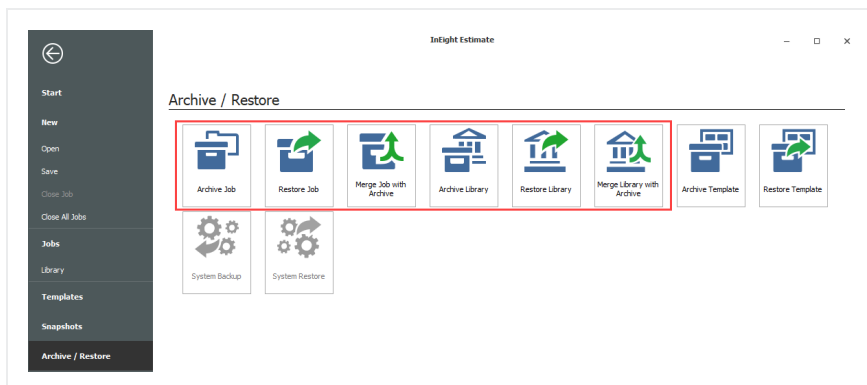 InEight Estimate
Start
New
Open
Save
Close Job
Close All Jobs
Jobs
Library
Templates
Snapshots
Archive / Restore
Archive / Restore
Archive Job
Restore Job
Merge Job with
Archive
Archive Library
Restore Library
Merge Library with
Archive
Archive Template
Restore Template
System Backup
System Restore